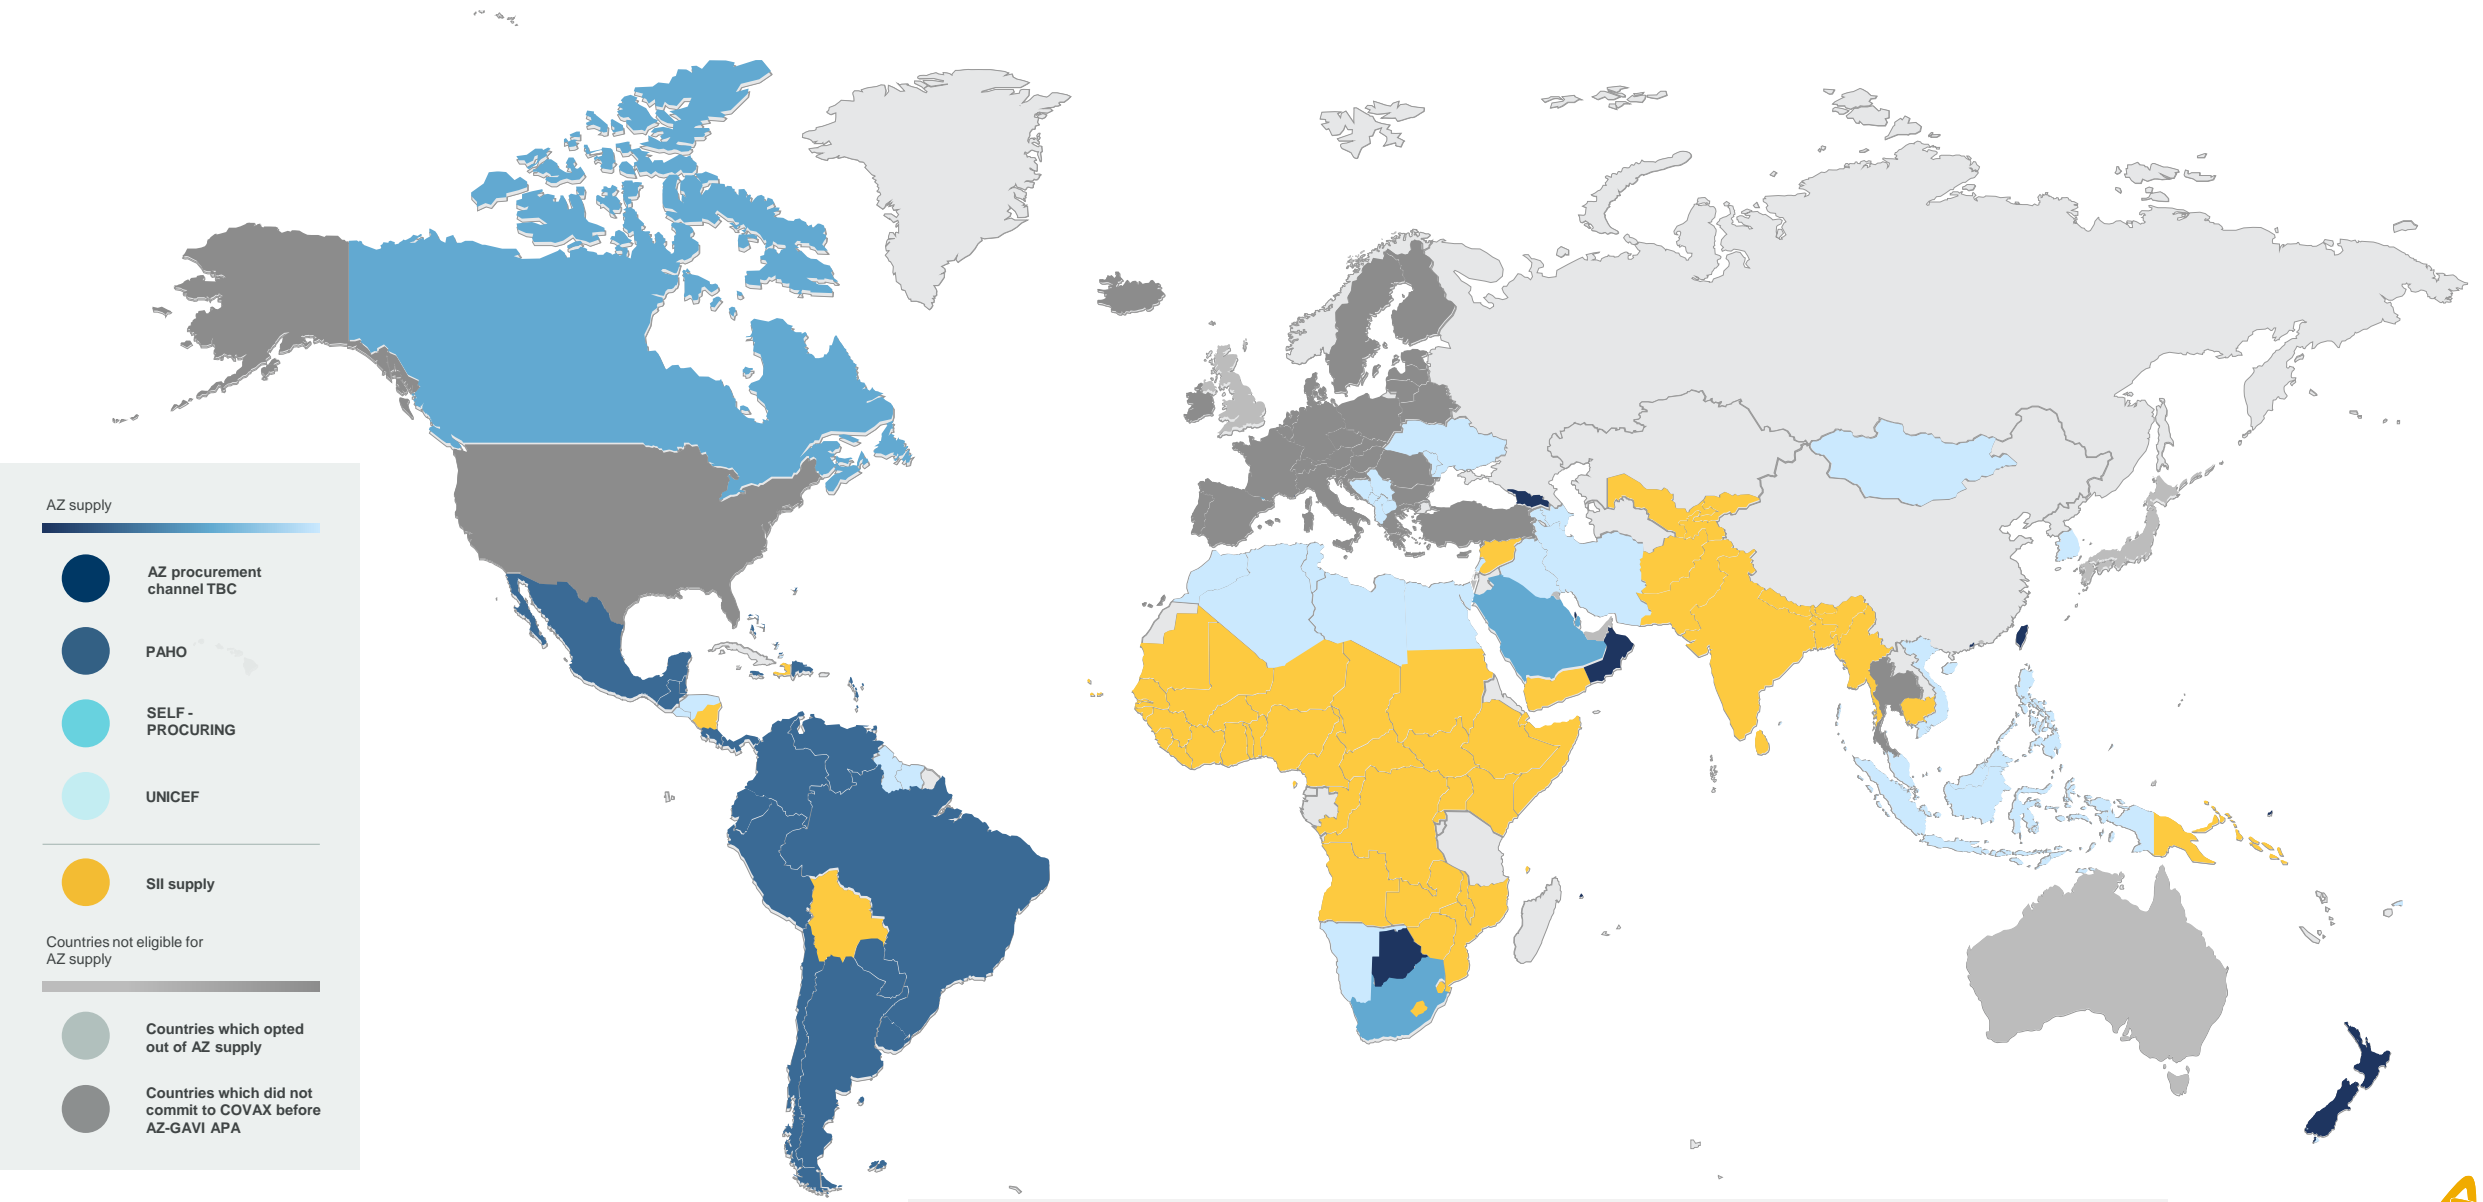 AZ supply
AZ procurement
channel TBC
PAHO
SELF -
PROCURING
UNICEF
SII supply
Countries not eligible for
AZ supply
Countries which opted
out of AZ supply
Countries which did not
commit to COVAX before
AZ-GAVI APA